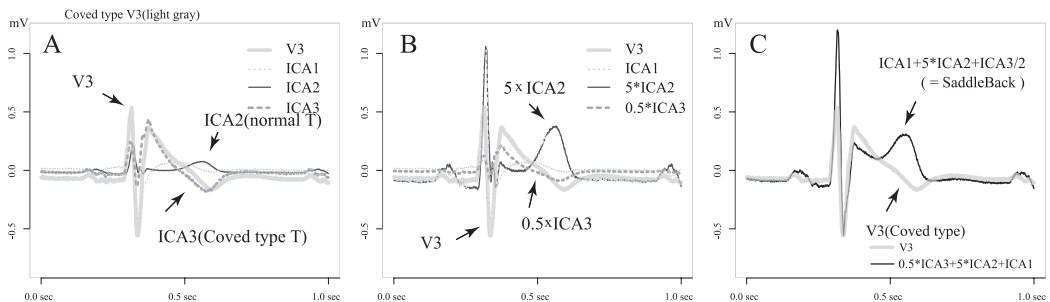 Coved type V3(light gray)
mV
A
V3
ICA1
ICA2
ICA3
V3
ICA2(normal T)
ICA3(Coved type T)
1.0
0.5
0.0
-0.5
0.0 sec
0.5 sec
1.0 sec
mV
B
V3
ICA1
5*ICA2
0.5*ICA3
5xICA2
0.5xICA3
V3
1.0
0.5
0.0
-0.5
0.0 sec
0.5 sec
1.0 sec
mV
C
ICA1+5*ICA2+ICA3/2
( = SaddleBack )
V3(Coved type)
V3
0.5*ICA3+5*ICA2+ICA1
1.0
0.5
0.0
-0.5
0.0 sec
0.5 sec
1.0 sec